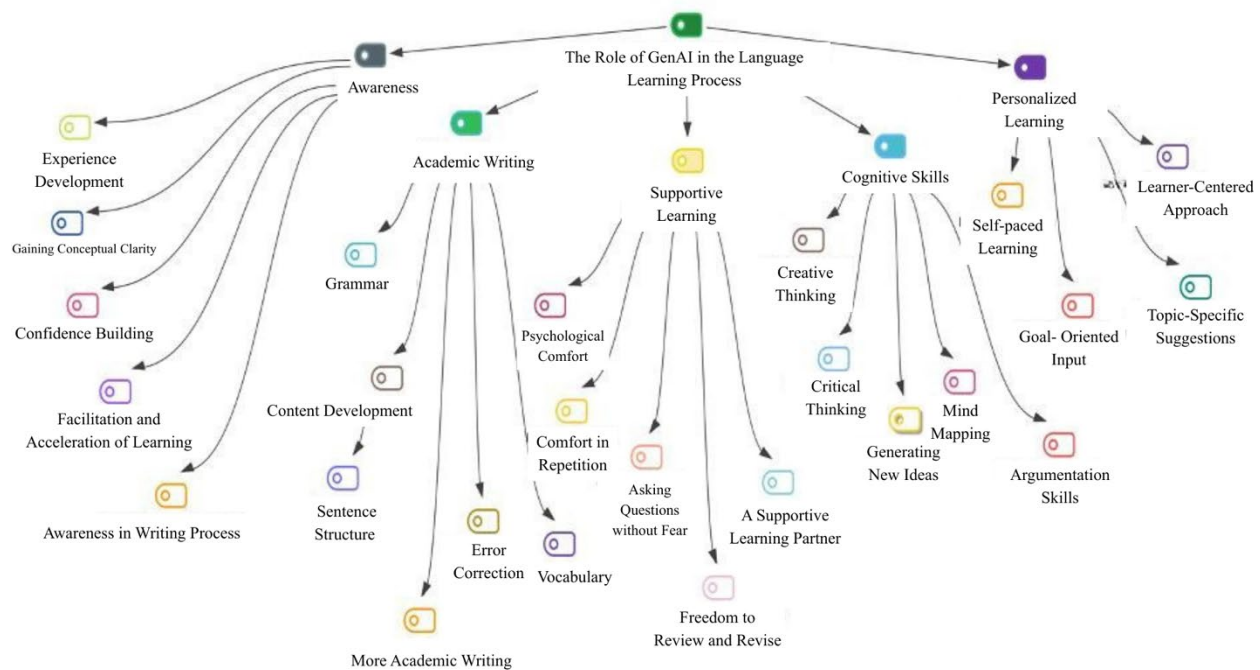 The Role of GenAI in the Language
Learning Process
Awareness
Experience
Development
Gaining Conceptual Clarity
Confidence Building
Facilitation and
Acceleration of Learning
Awareness in Writing Process
Academic Writing
Grammar
Content Development
Sentence
Structure
More Academic Writing
Error
Correction
Vocabulary
Supportive
Learning
Psychological
Comfort
Comfort in
Repetition
Asking
Questions
without Fear
Freedom to
Review and Revise
A Supportive
Learning Partner
Cognitive Skills
Creative
Thinking
Critical
Thinking
Generating
New Ideas
Mind
Mapping
Argumentation
Skills
Personalized
Learning
Self-paced
Learning
Goal- Oriented
Input
Topic-Specific
Suggestions
Learner-Centered
Approach